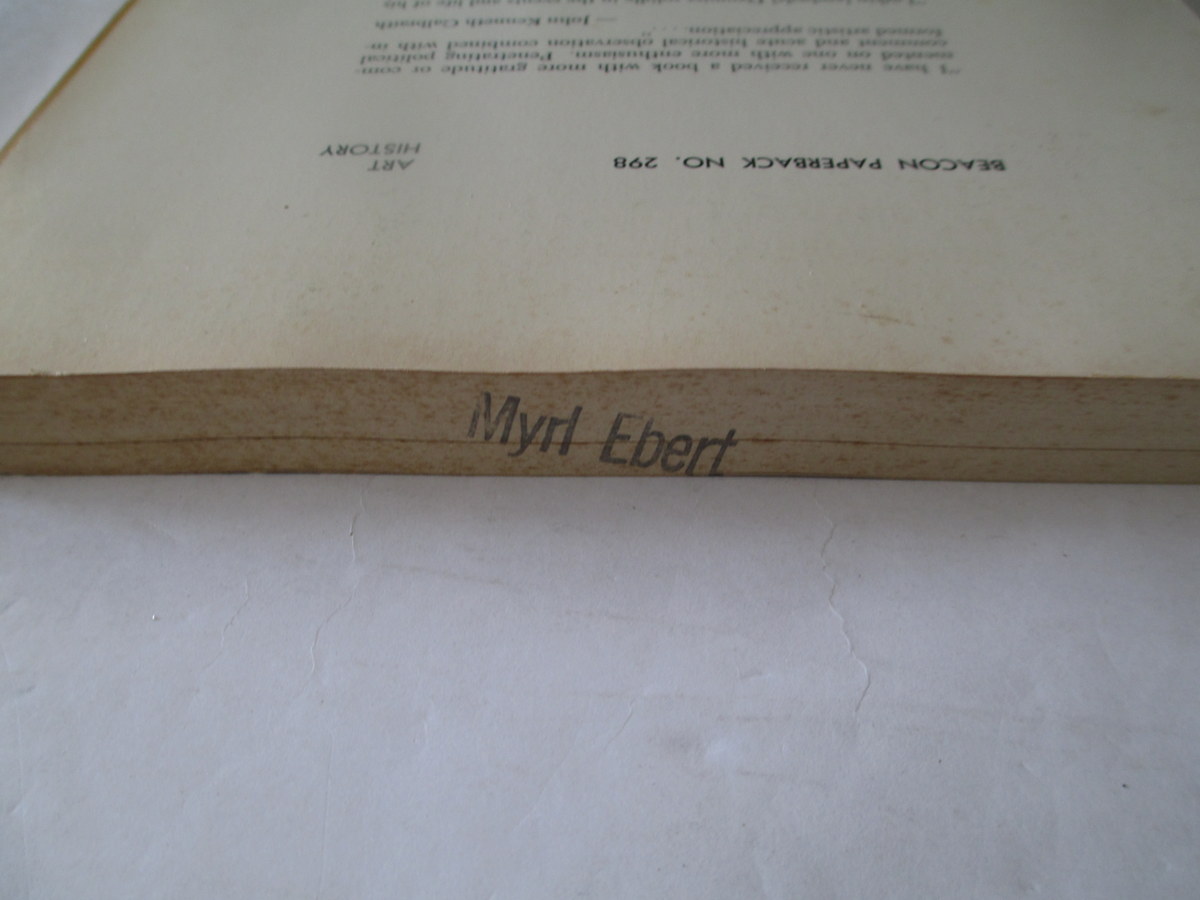 BEACON PAPERBACK NO. 298
ART
HISTORY
"I have never received a book with more gratitude or com-
mented on one with more enthusiasm. Penetrating political
comment and acute historical observation combined with in-
formed artistic appreciation. . . ."
— John Kenneth Galbraith
Myrl Ebert